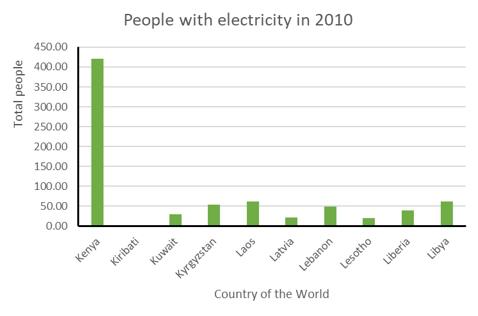 People with electricity in 2010
Total people
450.00
400.00
350.00
300.00
250.00
200.00
150.00
100.00
50.00
0.00
Kenya
Kiribati
Kuwait
Kyrgyzstan
Laos
Latvia
Lebanon
Lesotho
Liberia
Libya
Country of the World